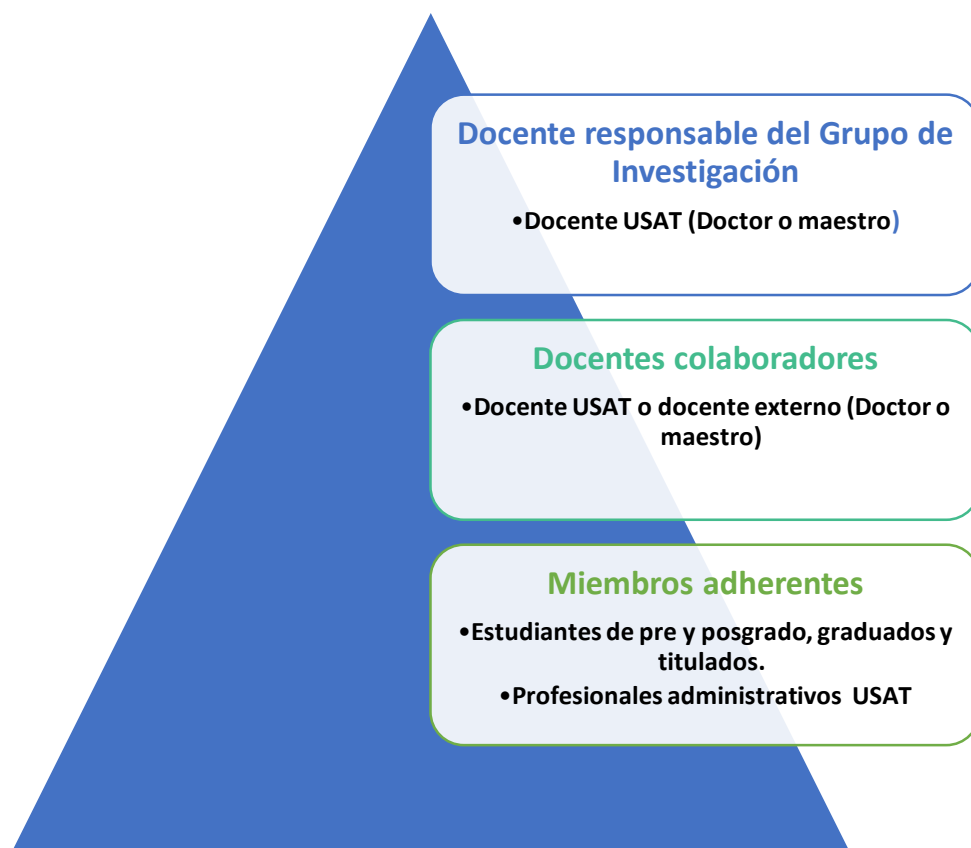 Docente responsable del Grupo de
Investigación
•Docente USAT (Doctor o maestro)
Docentes colaboradores
•Docente USAT o docente externo (Doctor o
maestro)
Miembros adherentes
•Estudiantes de pre y posgrado, graduados y
titulados.
•Profesionales administrativos  USAT